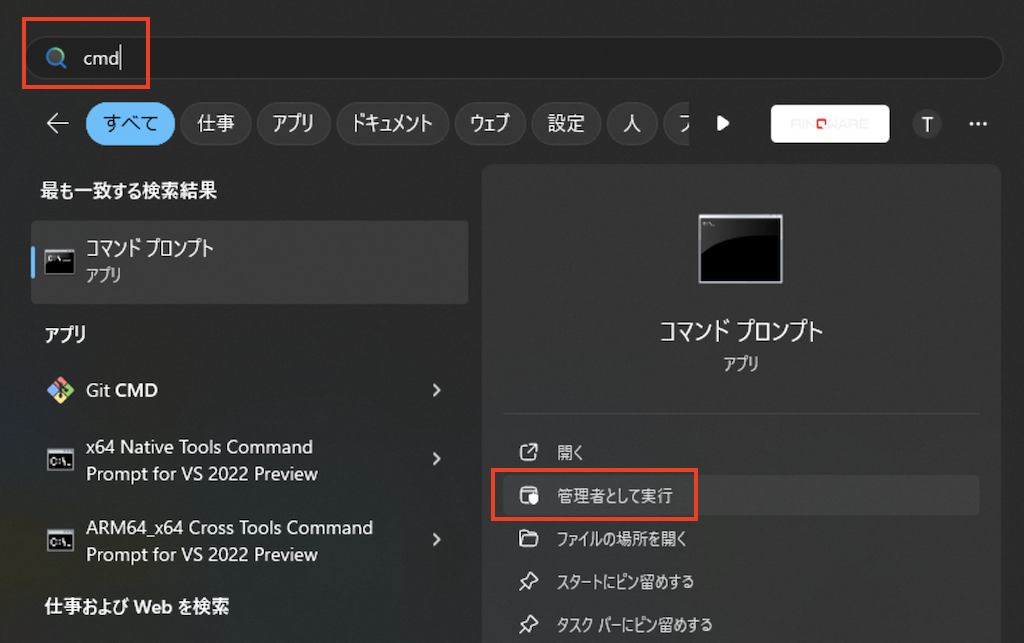 cmd
すべて
仕事
アプリ
ドキュメント
ウェブ
設定
人
T
最も一致する検索結果
コマンド プロンプト
アプリ
アプリ
Git CMD
x64 Native Tools Command
Prompt for VS 2022 Preview
ARM64_x64 Cross Tools Command
Prompt for VS 2022 Preview
仕事および Web を検索
コマンド プロンプト
アプリ
開く
管理者として実行
ファイルの場所を開く
スタートにピン留めする
タスク バーにピン留めする